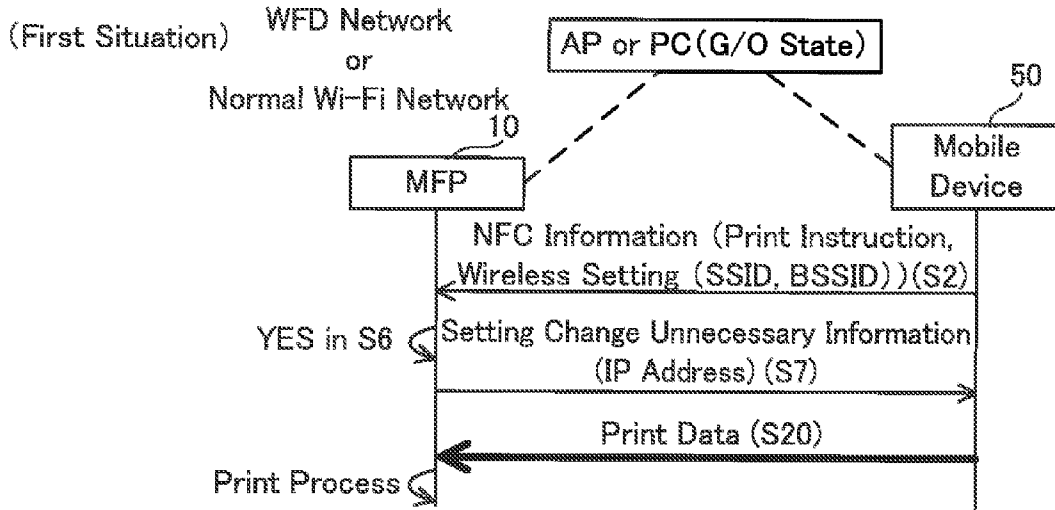 (First Situation)
WFD Network
or
Normal Wi-Fi Network
AP or PC(G/O State)
10
MFP
50
Mobile
Device
NFC Information (Print Instruction,
Wireless Setting (SSID, BSSID))(S2)
YES in S6
Setting Change Unnecessary Information
(IP Address)(S7)
Print Data (S20)
Print Process